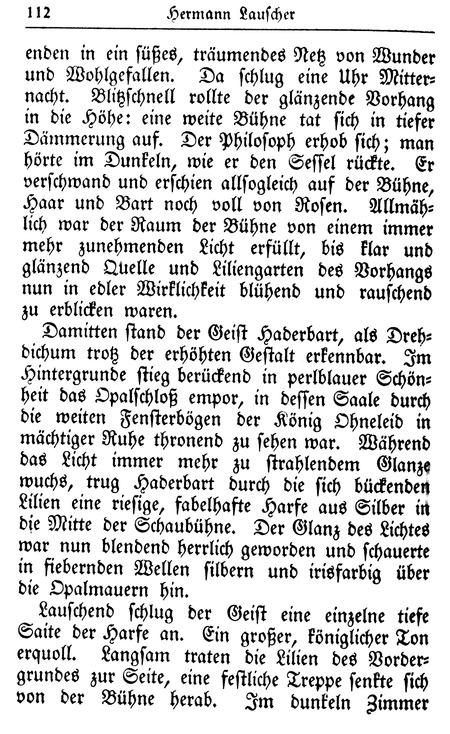 112 Hermann Lauscher
enden in ein süßes, träumendes Netz von Wunder
und Wohlgefallen. Da schlug eine Uhr Mitter-
nacht. Blitzschnell rollte der glänzende Vorhang
in die Höhe: eine weite Bühne tat sich in tiefer
Dämmerung auf. Der Philosoph erhob sich; man
hörte im Dunkeln, wie er den Sessel rückte. Er
verschwand und erschien allsogleich auf der Bühne,
Haar und Bart noch voll von Rosen. Allmäh-
lich war der Raum der Bühne von einem immer
mehr zunehmenden Licht erfüllt, bis klar und
glänzend Quelle und Liliengarten des Vorhangs
nun in edler Wirklichkeit blühend und rauschend
zu erblicken waren.
Damitten stand der Geist Haderbart, als Dreh-
dichum trotz der erhöhten Gestalt erkennbar. Im
Hintergrunde stieg berückend in perlblauer Schön-
heit das Opalschloß empor, in dessen Saale durch
die weiten Fensterbögen der König Ohneleid in
mächtiger Ruhe thronend zu sehen war. Während
das Licht immer mehr zu strahlendem Glanze
wuchs, trug Haderbart durch die sich bückenden
Lilien eine riesige, fabelhafte Harfe aus Silber in
die Mitte der Schaubühne. Der Glanz des Lichtes
war nun blendend herrlich geworden und schauerte
in fiebernden Wellen silbern und irisfarbig über
die Opalmauern hin.
Lauschend schlug der Geist eine einzelne tiefe
Saite der Harfe an. Ein großer, königlicher Ton
erquoll. Langsam traten die Lilien des Vorder-
grundes zur Seite, eine festliche Treppe senkte sich
von der Bühne herab. Im dunkeln Zimmer